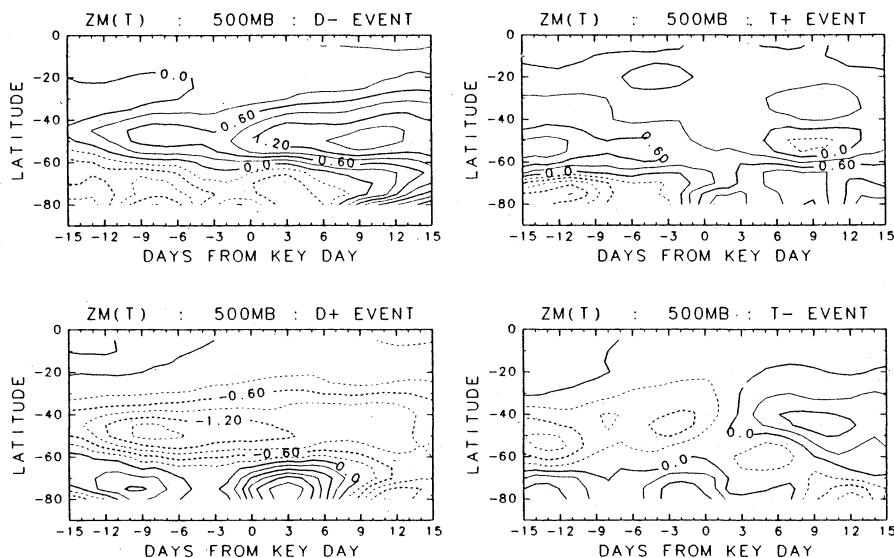 ZM(T) : 500MB : D- EVENT
0
-20
-40
-60
-80
LATITUDE
0.0
0.60
1.20
0.60
0.0
-15 -12 -9 -6 -3 0 3 6 9 12 15
DAYS FROM KEY DAY
ZM(T) : 500MB : T+ EVENT
0
-20
-40
-60
-80
LATITUDE
0.60
0.0
0.60
0.0
-15 -12 -9 -6 -3 0 3 6 9 12 15
DAYS FROM KEY DAY
ZM(T) : 500MB : D+ EVENT
0
-20
-40
-60
-80
LATITUDE
-0.60
-1.20
-0.60
0.0
-15 -12 -9 -6 -3 0 3 6 9 12 15
DAYS FROM KEY DAY
ZM(T) : 500MB : T- EVENT
0
-20
-40
-60
-80
LATITUDE
0.0
0.0
-15 -12 -9 -6 -3 0 3 6 9 12 15
DAYS FROM KEY DAY